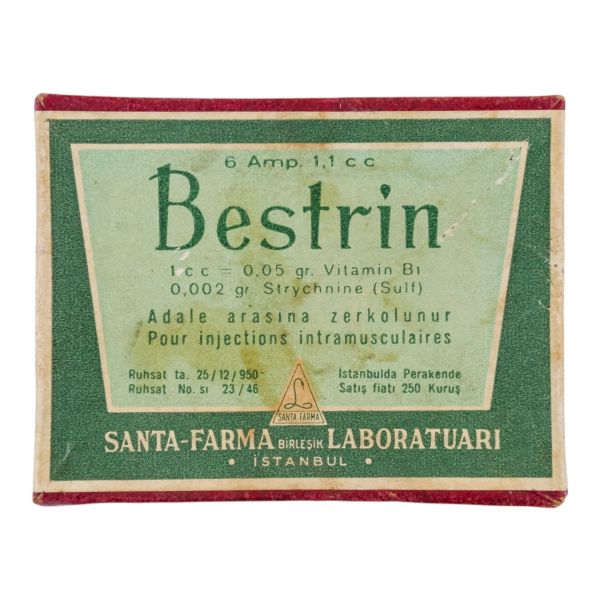 6 Amp. 1,1 cc
Bestrin
1 cc = 0,05 gr. Vitamin B1
0,002 gr. Strychnine (Sulf)
Adale arasına zerkolunur
Pour injections intramusculaires
Ruhsat ta. 25/12/950
Ruhsat No. sı 23/46
İstanbulda Perakende
Satış fiatı 250 Kuruş
L
SANTA FARMA
SANTA-FARMA BİRLEŞİK LABORATUARI
• İSTANBUL •